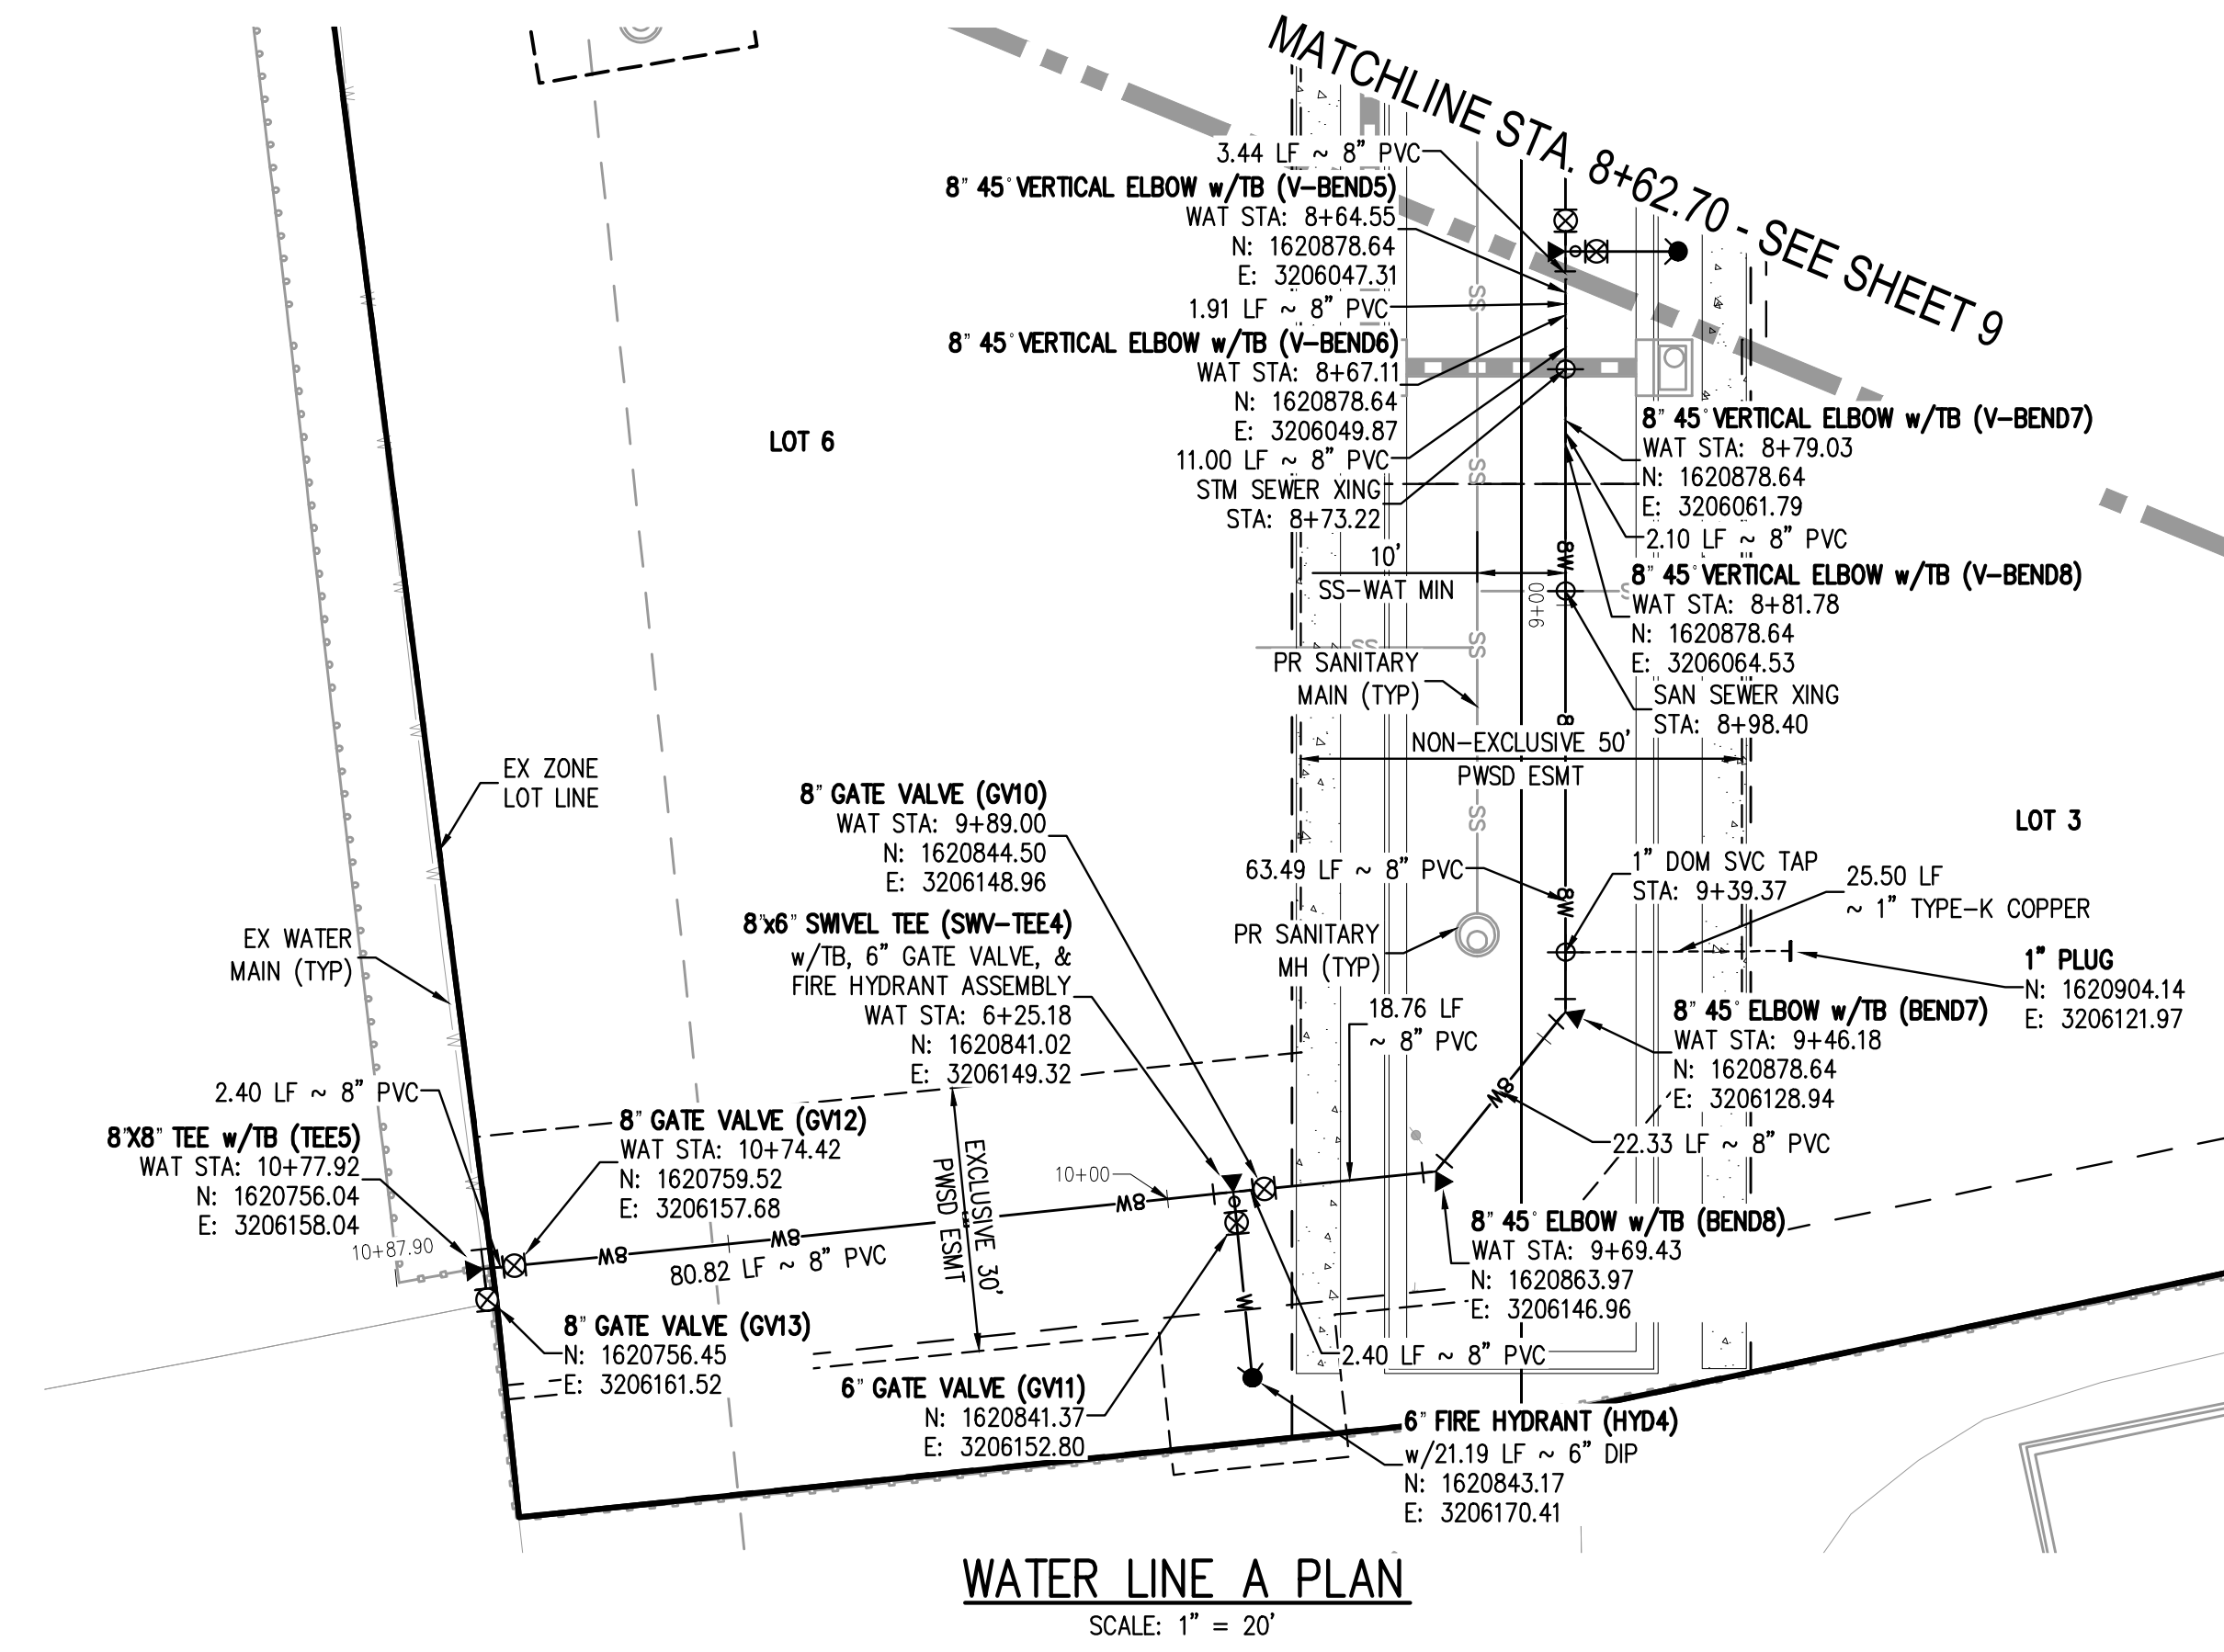 MATCHLINE STA. 8+62.70 - SEE SHEET 9
3.44 LF ~ 8" PVC
8" 45° VERTICAL ELBOW w/TB (V-BEND5)
WAT STA: 8+64.55
N: 1620878.64
E: 3206047.31
1.91 LF ~ 8" PVC
8" 45° VERTICAL ELBOW w/TB (V-BEND6)
WAT STA: 8+67.11
N: 1620878.64
E: 3206049.87
11.00 LF ~ 8" PVC
STM SEWER XING
STA: 8+73.22
LOT 6
8" 45° VERTICAL ELBOW w/TB (V-BEND7)
WAT STA: 8+79.03
N: 1620878.64
E: 3206061.79
2.10 LF ~ 8" PVC
8" 45° VERTICAL ELBOW w/TB (V-BEND8)
WAT STA: 8+81.78
N: 1620878.64
E: 3206064.53
SAN SEWER XING
STA: 8+98.40
10'
SS-WAT MIN
9+00
8W
8
8W
SS
SS
SS
SS
SS
S
PR SANITARY
MAIN (TYP)
NON-EXCLUSIVE 50'
PWSD ESMT
LOT 3
EX ZONE
LOT LINE
8" GATE VALVE (GV10)
WAT STA: 9+89.00
N: 1620844.50
E: 3206148.96
63.49 LF ~ 8" PVC
1" DOM SVC TAP
STA: 9+39.37
25.50 LF
~ 1" TYPE-K COPPER
8"x6" SWIVEL TEE (SWV-TEE4)
w/TB, 6" GATE VALVE, &
FIRE HYDRANT ASSEMBLY
WAT STA: 6+25.18
N: 1620841.02
E: 3206149.32
PR SANITARY
MH (TYP)
1" PLUG
N: 1620904.14
E: 3206121.97
EX WATER
MAIN (TYP)
18.76 LF
~ 8" PVC
8" 45° ELBOW w/TB (BEND7)
WAT STA: 9+46.18
N: 1620878.64
E: 3206128.94
2.40 LF ~ 8" PVC
8"X8" TEE w/TB (TEE5)
WAT STA: 10+77.92
N: 1620756.04
E: 3206158.04
8" GATE VALVE (GV12)
WAT STA: 10+74.42
N: 1620759.52
E: 3206157.68
EXCLUSIVE 30'
PWSD ESMT
10+00
8W
22.33 LF ~ 8" PVC
10+87.90
8W
8W
8W
80.82 LF ~ 8" PVC
8" 45° ELBOW w/TB (BEND8)
WAT STA: 9+69.43
N: 1620863.97
E: 3206146.96
W
8" GATE VALVE (GV13)
N: 1620756.45
E: 3206161.52
2.40 LF ~ 8" PVC
6" GATE VALVE (GV11)
N: 1620841.37
E: 3206152.80
6" FIRE HYDRANT (HYD4)
w/21.19 LF ~ 6" DIP
N: 1620843.17
E: 3206170.41
WATER LINE A PLAN
SCALE: 1" = 20'